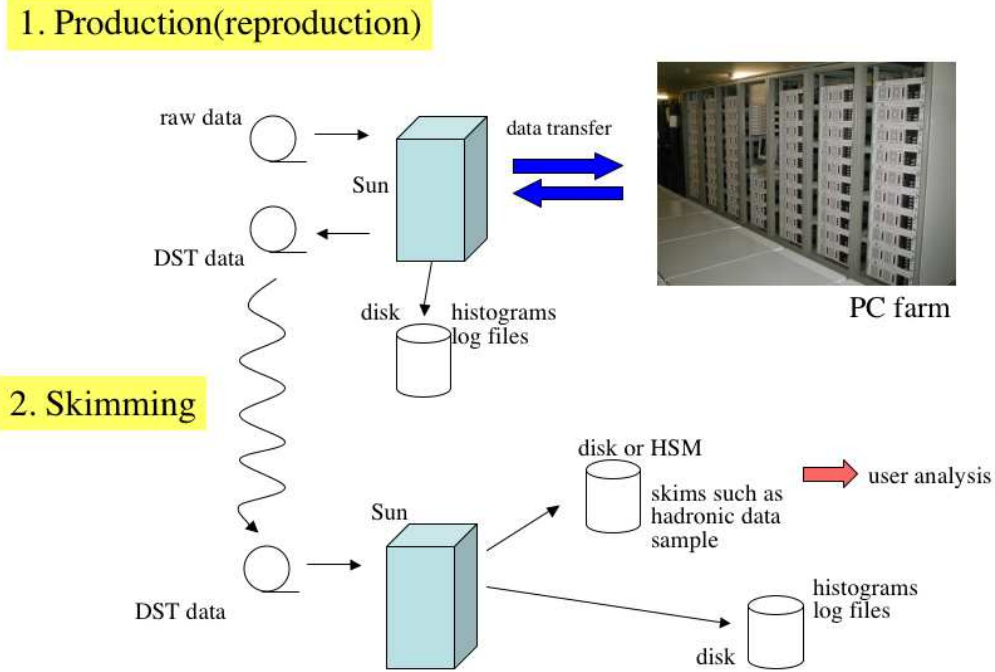 1. Production(reproduction)
raw data
data transfer
Sun
DST data
PC farm
disk
histograms
log files
2. Skimming
disk or HSM
user analysis
skims such as
hadronic data
sample
Sun
DST data
histograms
log files
disk